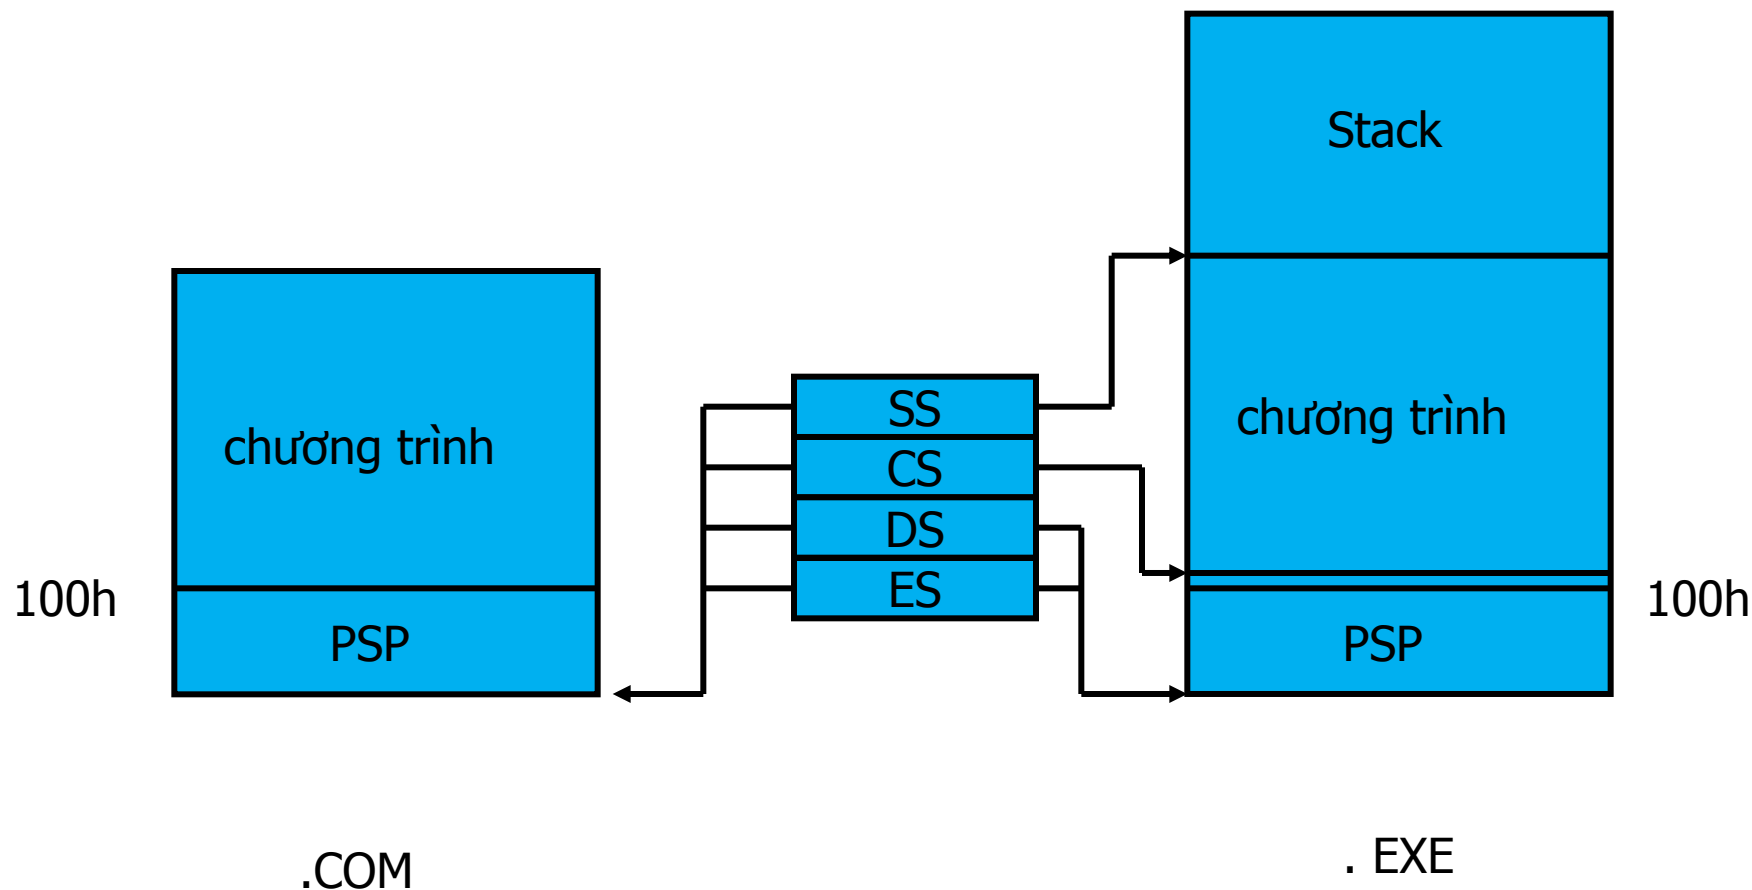 Stack
chương trình
SS
CS
DS
ES
chương trình
100h
PSP
100h
PSP
.COM
. EXE